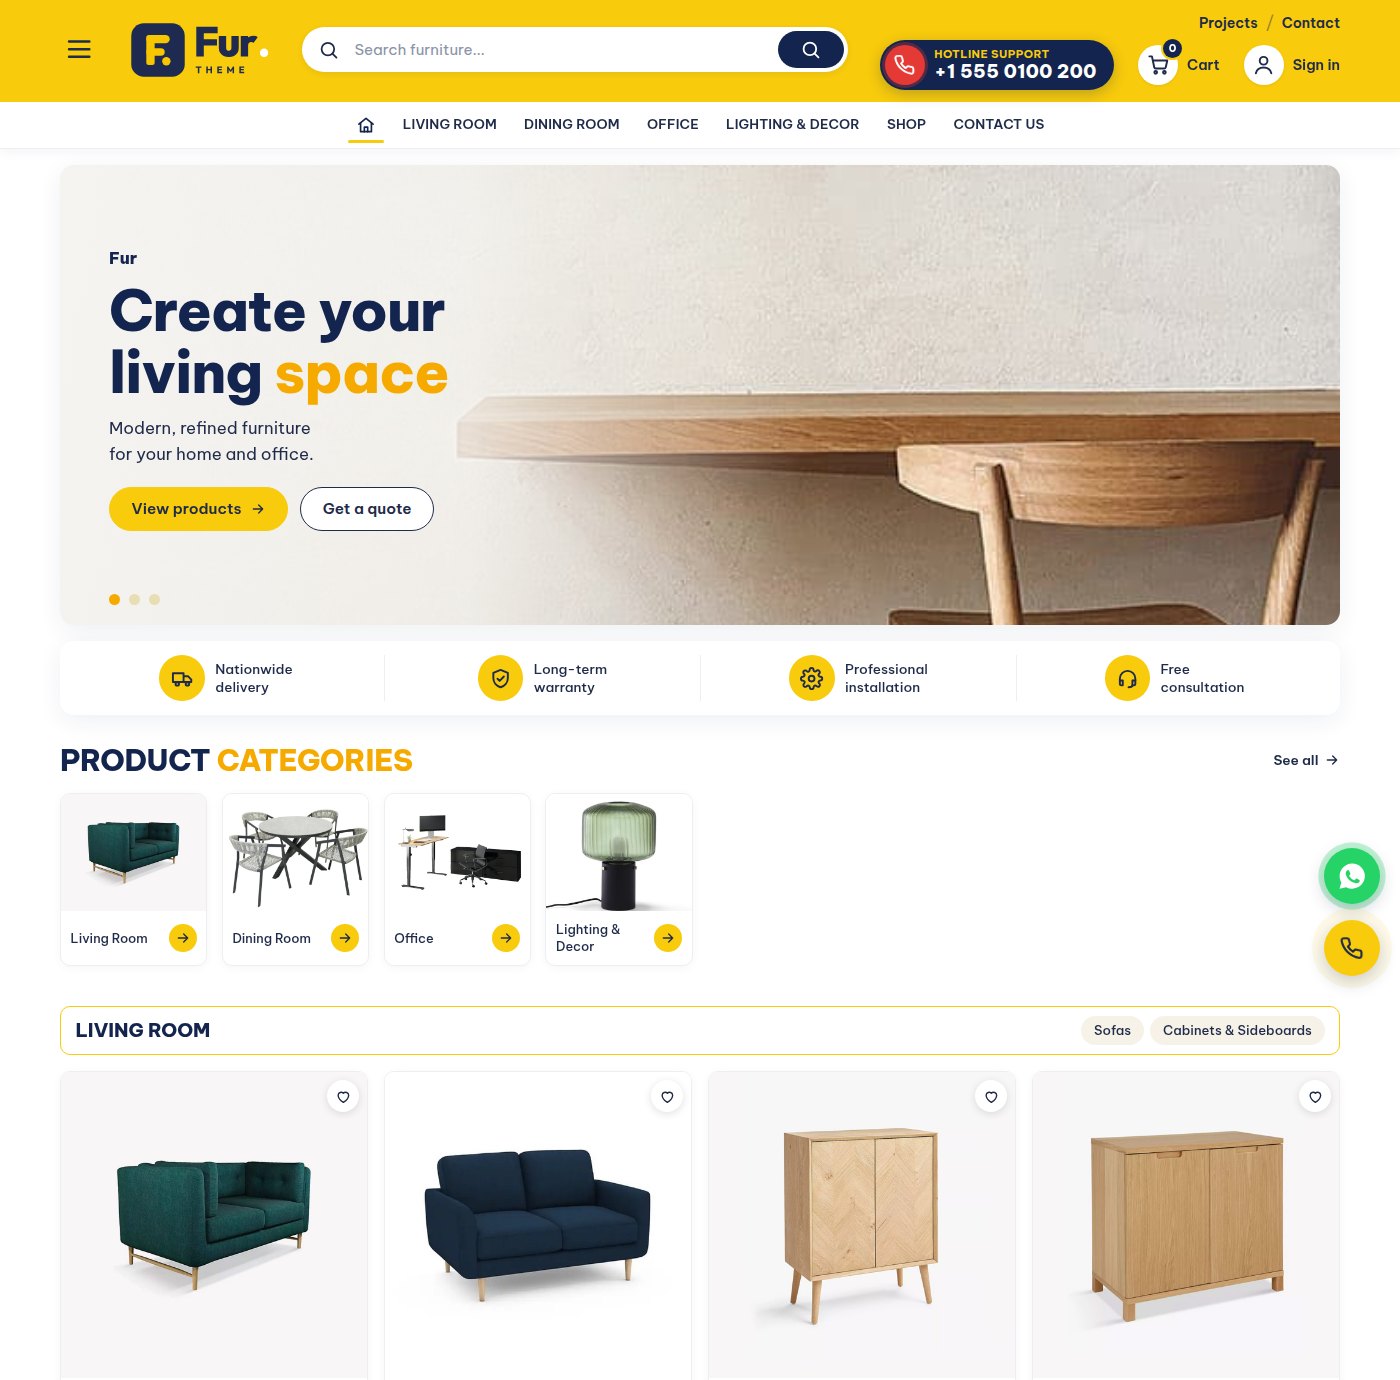 Projects / Contact
Fur.
THEME
Search furniture...
HOTLINE SUPPORT
+1 555 0100 200
0
Cart
Sign in
LIVING ROOM
DINING ROOM
OFFICE
LIGHTING & DECOR
SHOP
CONTACT US
Fur
Create your
living space
Modern, refined furniture
for your home and office.
View products
Get a quote
Nationwide
delivery
Long-term
warranty
Professional
installation
Free
consultation
PRODUCT CATEGORIES
See all
Living Room
Dining Room
Office
Lighting &
Decor
LIVING ROOM
Sofas
Cabinets & Sideboards